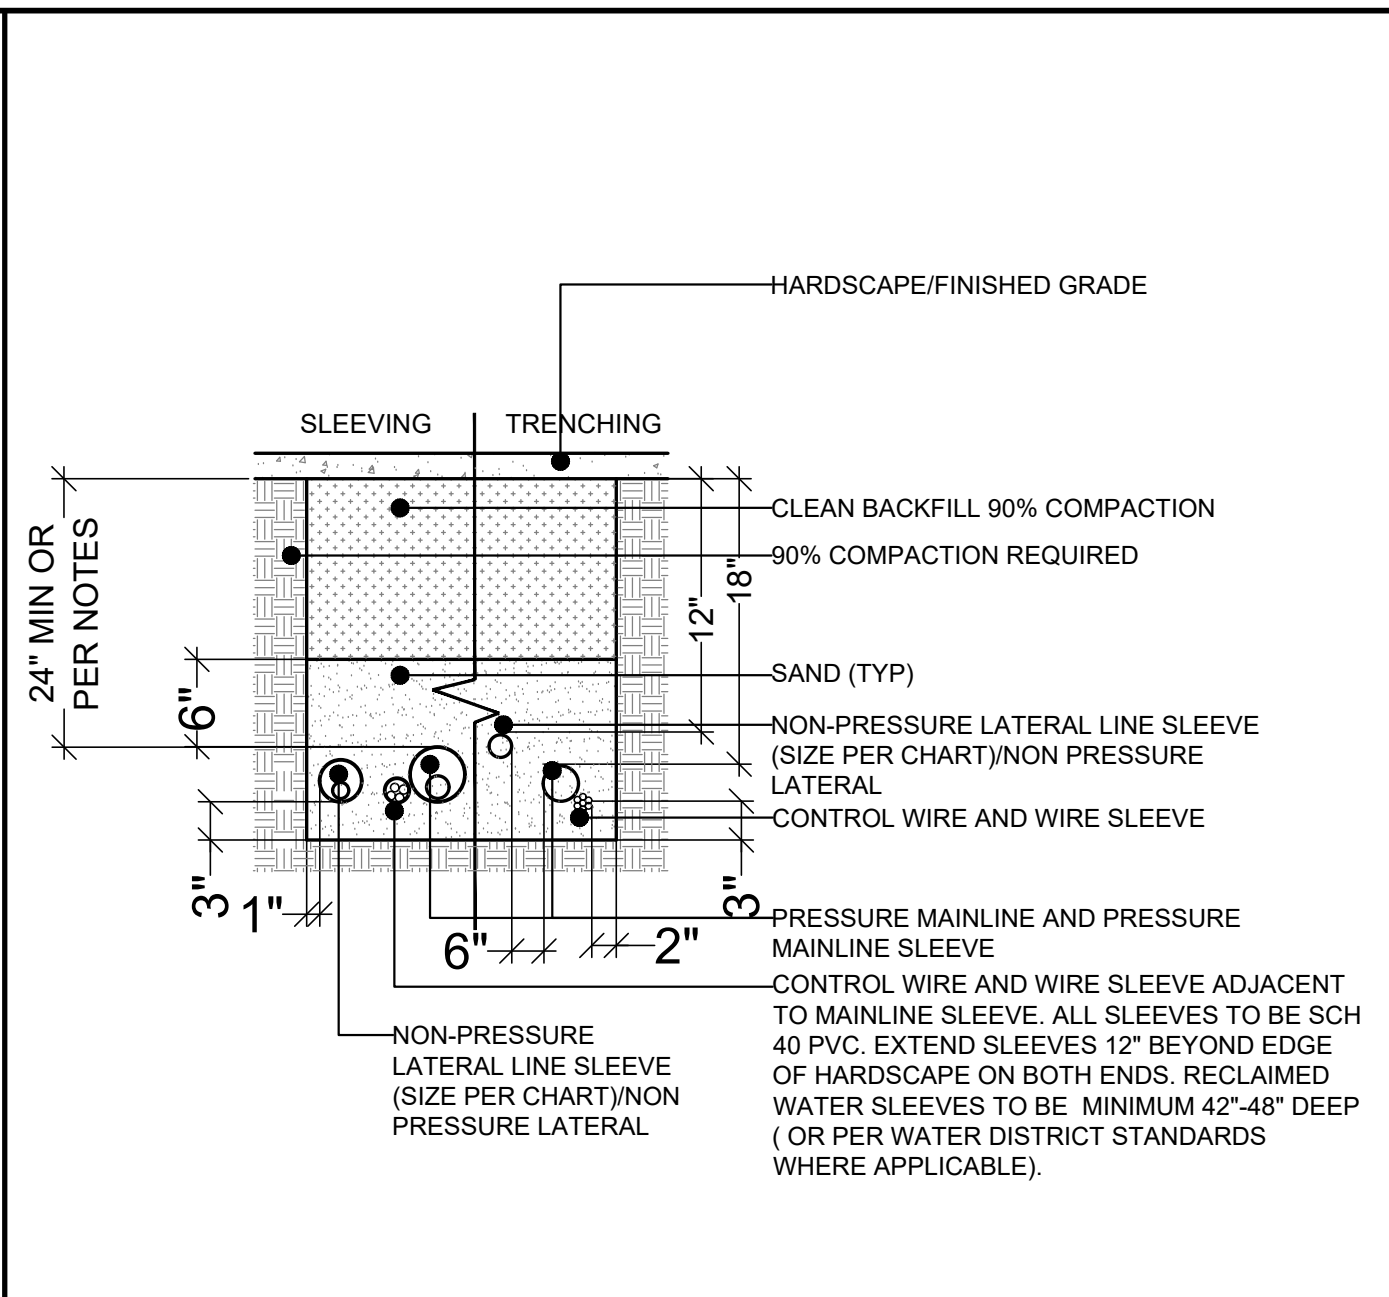 HARDSCAPE/FINISHED GRADE
SLEEVING
TRENCHING
CLEAN BACKFILL 90% COMPACTION
90% COMPACTION REQUIRED
24" MIN OR
PER NOTES
6"
12"
18"
SAND (TYP)
NON-PRESSURE LATERAL LINE SLEEVE
(SIZE PER CHART)/NON PRESSURE
LATERAL
CONTROL WIRE AND WIRE SLEEVE
3"
1"
6"
2"
3"
PRESSURE MAINLINE AND PRESSURE
MAINLINE SLEEVE
CONTROL WIRE AND WIRE SLEEVE ADJACENT
TO MAINLINE SLEEVE. ALL SLEEVES TO BE SCH
40 PVC. EXTEND SLEEVES 12" BEYOND EDGE
OF HARDSCAPE ON BOTH ENDS. RECLAIMED
WATER SLEEVES TO BE MINIMUM 42"-48" DEEP
( OR PER WATER DISTRICT STANDARDS
WHERE APPLICABLE).
NON-PRESSURE
LATERAL LINE SLEEVE
(SIZE PER CHART)/NON
PRESSURE LATERAL